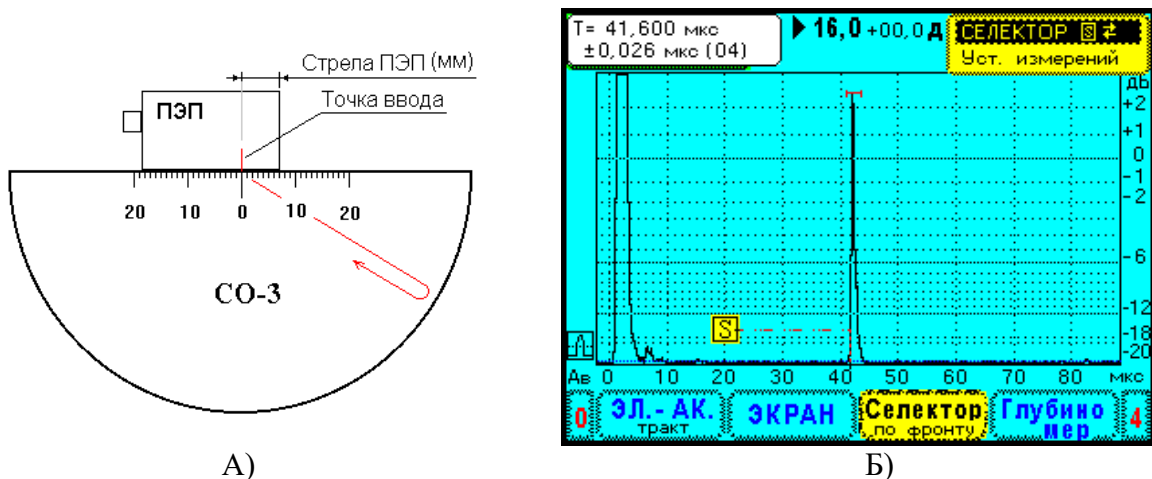 Стрела ПЭП (мм)
ПЭП
Точка ввода
20 10 0 10 20
СО-3
А)
T= 41,600 мкс
±0,026 мкс (04)
16,0 +00,0 Д
СЕЛЕКТОР S
Уст. измерений
дБ
+2
+1
0
-1
-2
-6
-12
-18
-20
S
Ав 0 10 20 30 40 50 60 70 80 мкс
0 ЭЛ.- АК. тракт
ЭКРАН
Селектор по фронту
Глубино мер
4
Б)